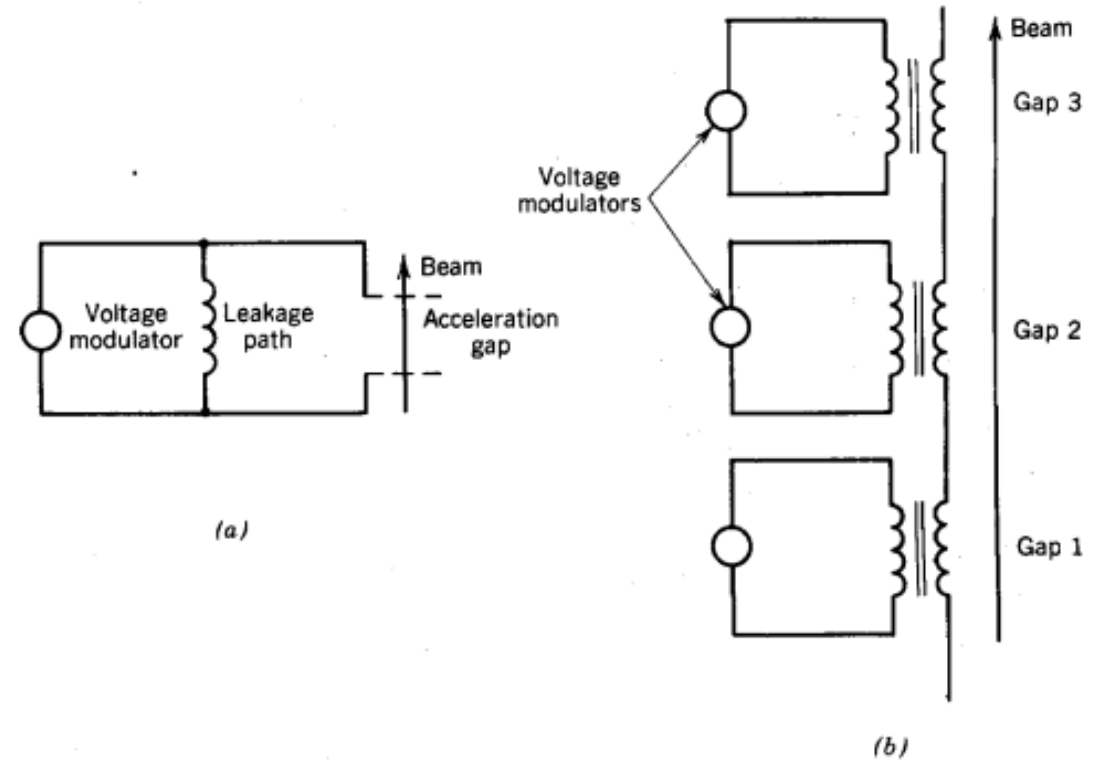 Voltage
modulator
Leakage
path
Beam
Acceleration
gap
(a)
Beam
Gap 3
Voltage
modulators
Gap 2
Gap 1
(b)